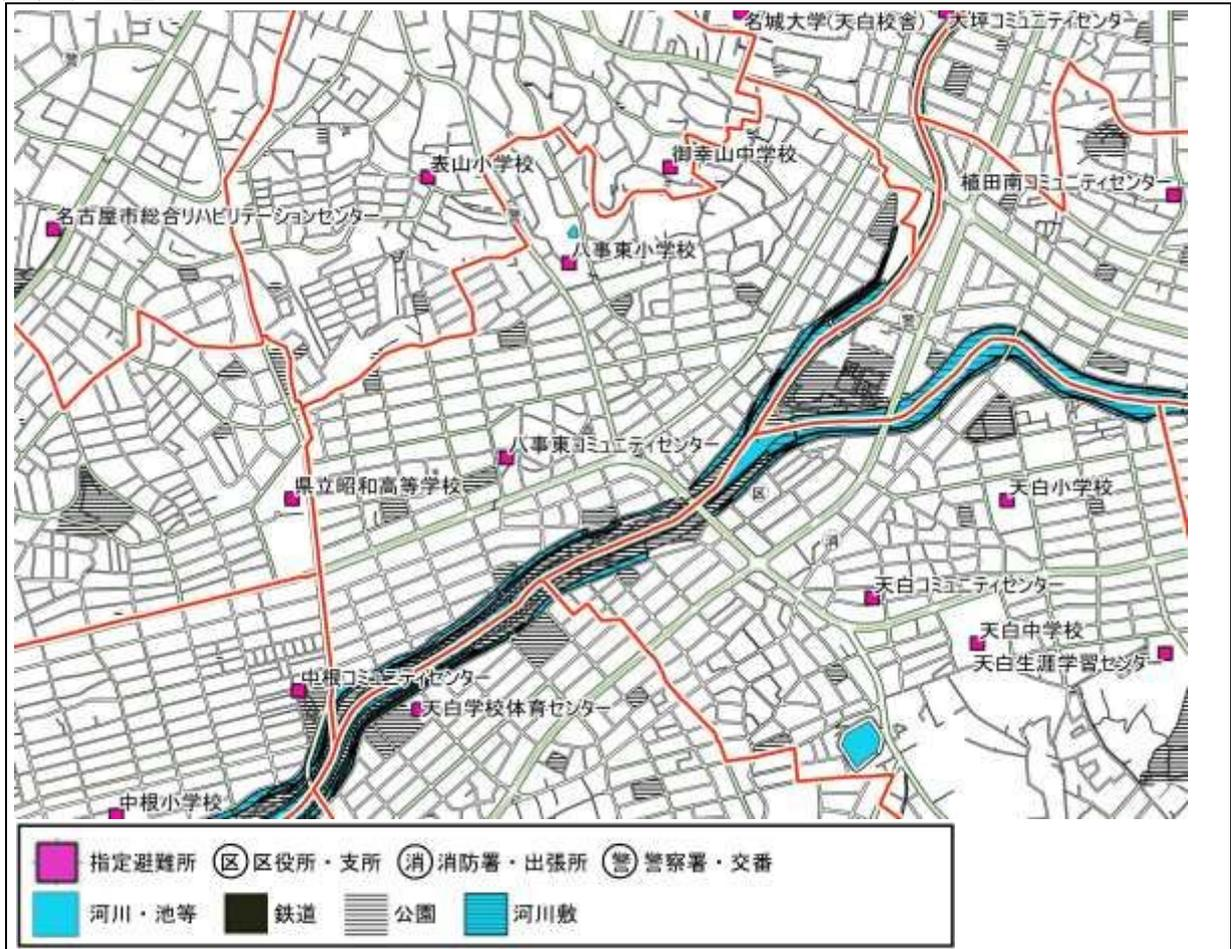 名城大学(天白校舎)
大坪コミュニティセンター
警
表山小学校
御幸山中学校
植田南コミュニティセンター
名古屋市総合リハビリテーションセンター
警
八事東小学校
警
八事東コミュニティセンター
県立昭和高等学校
区
天白小学校
消
天白コミュニティセンター
天白中学校
天白生涯学習センター
中根コミュニティセンター
天白学校体育センター
中根小学校
指定避難所 区 区役所・支所 消 消防署・出張所 警 警察署・交番
河川・池等 鉄道 公園 河川敷